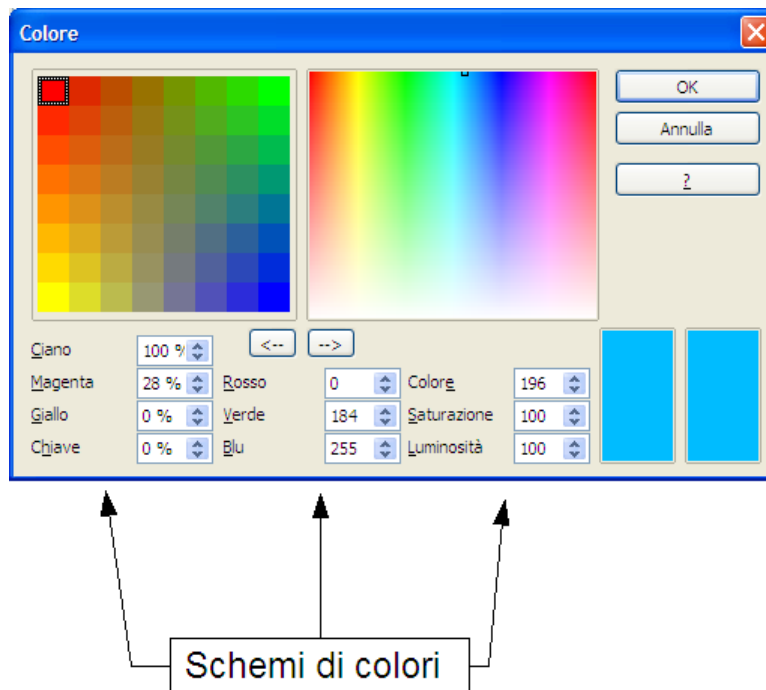 Colore
OK
Annulla
?
<-- -->
Ciano 100 %
Magenta 28 % Rosso 0 Colore 196
Giallo 0 % Verde 184 Saturazione 100
Chiave 0 % Blu 255 Luminosità 100
Schemi di colori